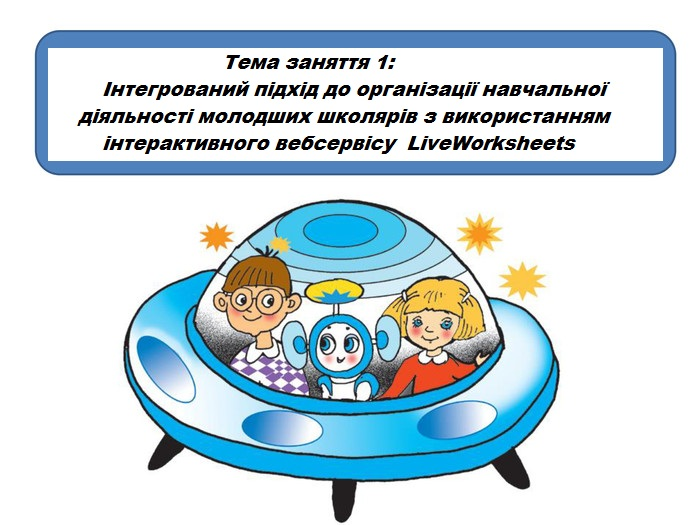 Тема заняття 1:
Інтегрований підхід до організації навчальної
діяльності молодших школярів з використанням
інтерактивного вебсервісу LiveWorksheets